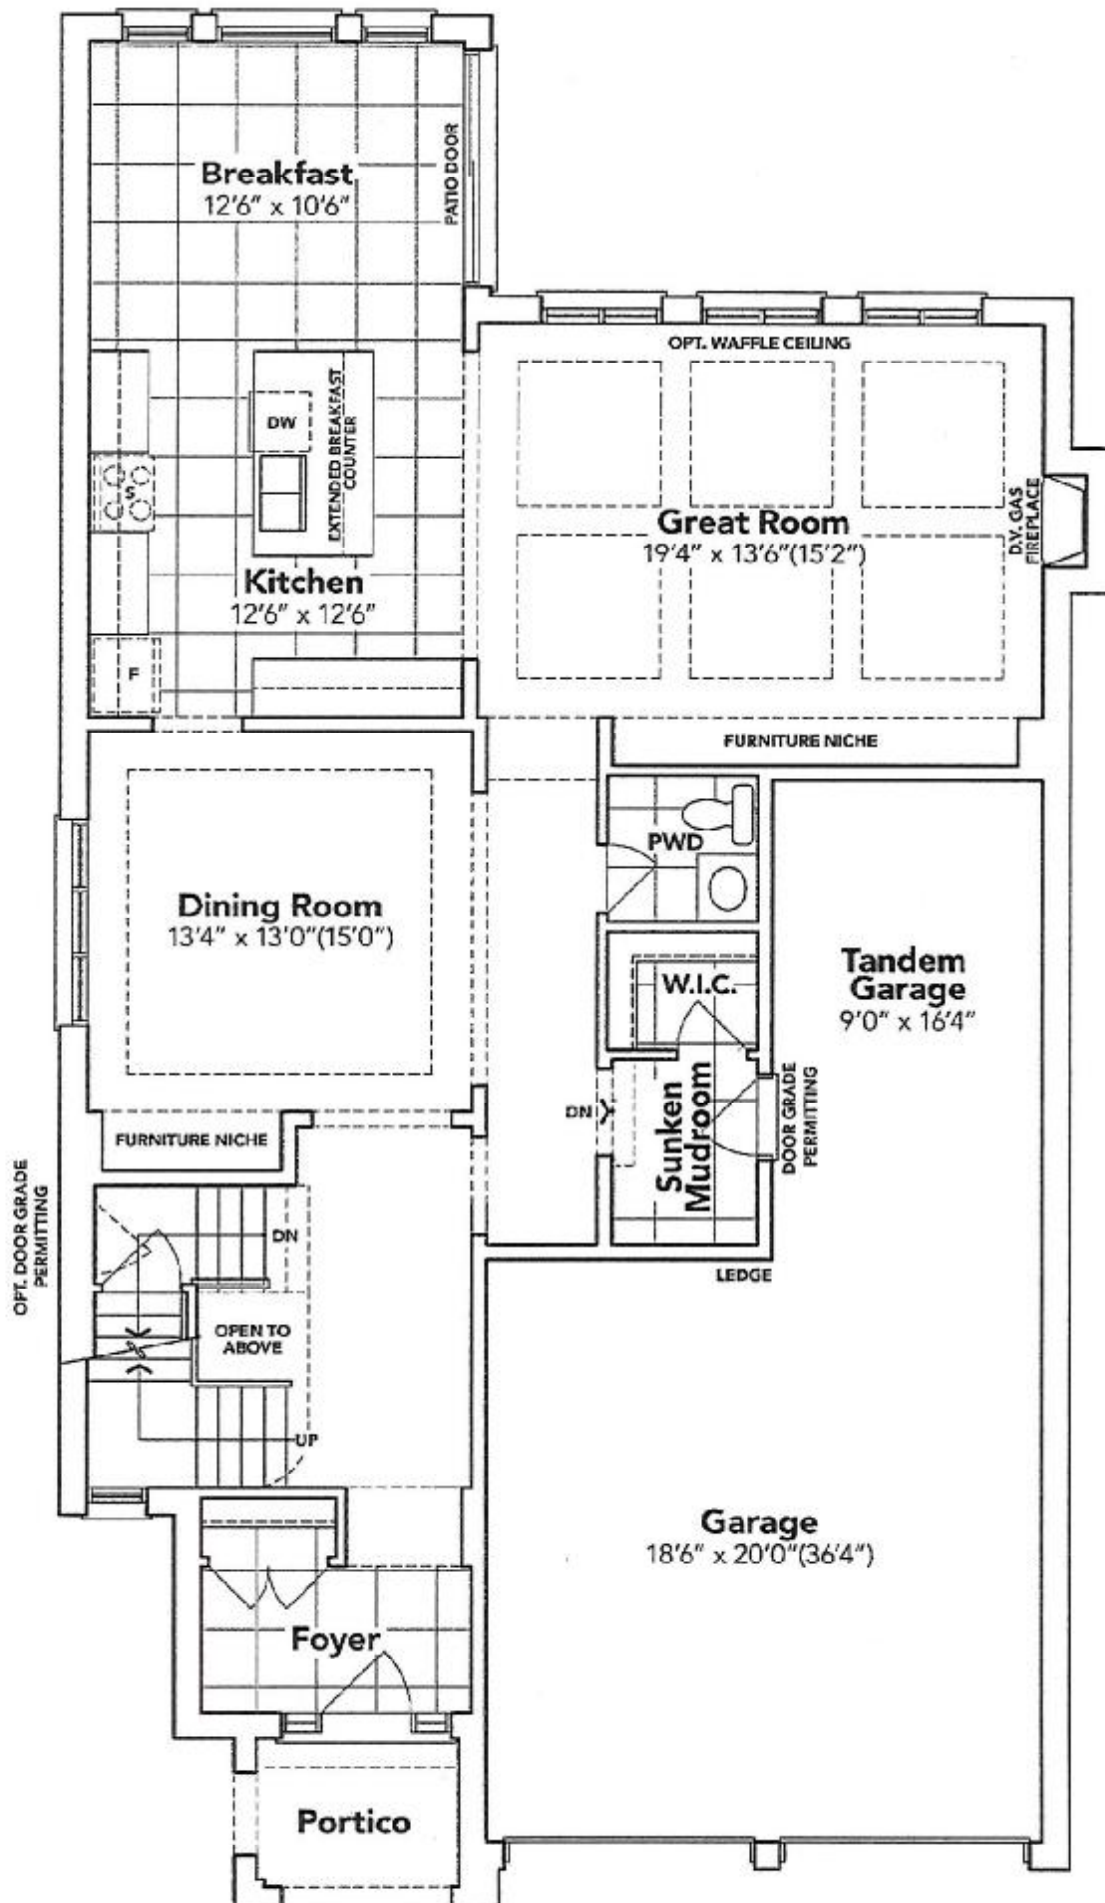 Breakfast
12'6" x 10'6"
PATIO DOOR
OPT. WAFFLE CEILING
DW
EXTENDED BREAKFAST
COUNTER
S
Great Room
19'4" x 13'6"(15'2")
D.V. GAS
FIREPLACE
Kitchen
12'6" x 12'6"
F
FURNITURE NICHE
PWD
Dining Room
13'4" x 13'0"(15'0")
Tandem
Garage
9'0" x 16'4"
W.I.C.
DN
Sunken
Mudroom
DOOR GRADE
PERMITTING
FURNITURE NICHE
OPT. DOOR GRADE
PERMITTING
DN
LEDGE
OPEN TO
ABOVE
UP
Garage
18'6" x 20'0"(36'4")
Foyer
Portico